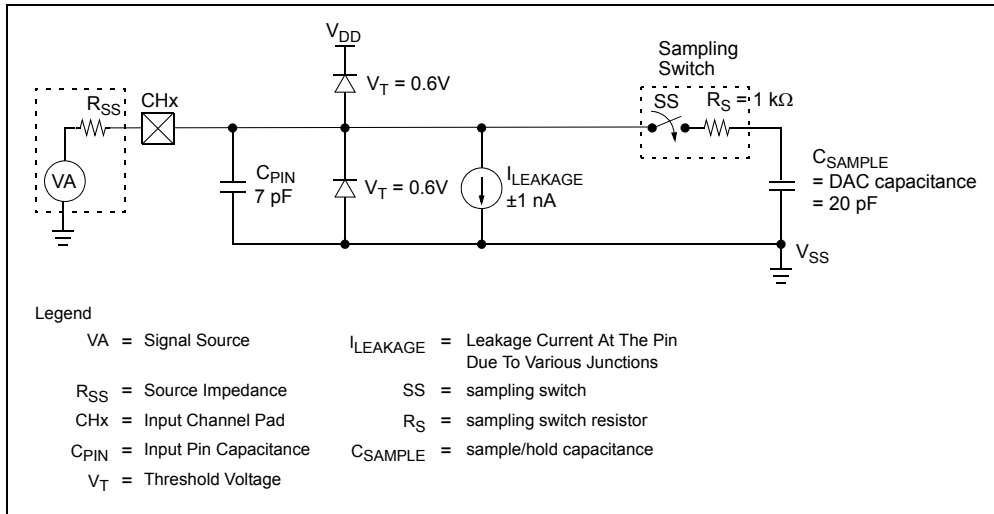 VDD
Sampling
Switch
VT = 0.6V
RSS
CHx
SS
RS = 1 kΩ
VA
CPIN
7 pF
VT = 0.6V
ILEAKAGE
±1 nA
CSAMPLE
= DAC capacitance
= 20 pF
VSS
Legend
VA = Signal Source
ILEAKAGE = Leakage Current At The Pin
Due To Various Junctions
RSS = Source Impedance
SS = sampling switch
CHx = Input Channel Pad
RS = sampling switch resistor
CPIN = Input Pin Capacitance
CSAMPLE = sample/hold capacitance
VT = Threshold Voltage